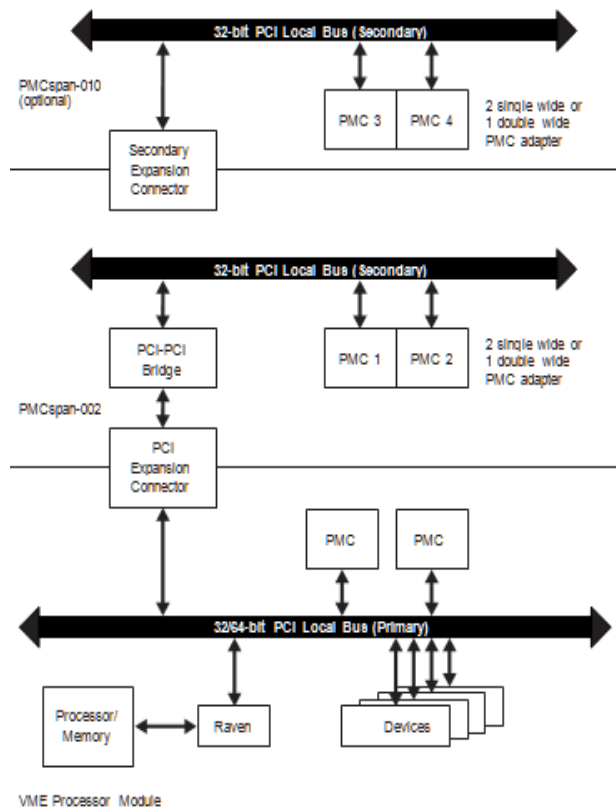 32-bit PCI Local Bus (Secondary)
PMCspan-010
(optional)
PMC 3
PMC 4
2 single wide or
1 double wide
PMC adapter
Secondary
Expansion
Connector
32-bit PCI Local Bus (Secondary)
PCI-PCI
Bridge
PMC 1
PMC 2
2 single wide or
1 double wide
PMC adapter
PMCspan-002
PCI
Expansion
Connector
PMC
PMC
32/64-bit PCI Local Bus (Primary)
Processor/
Memory
Raven
Devices
VME Processor Module